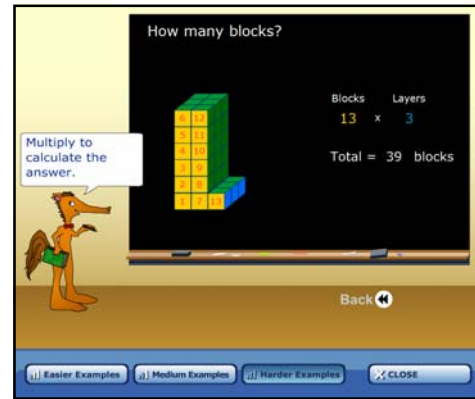 How many blocks?
Blocks Layers
13 x 3
Total = 39 blocks
6 12
5 11
4 10
3 9
2 8
1 7 13
Multiply to
calculate the
answer.
Back
Easier Examples Medium Examples Harder Examples CLOSE